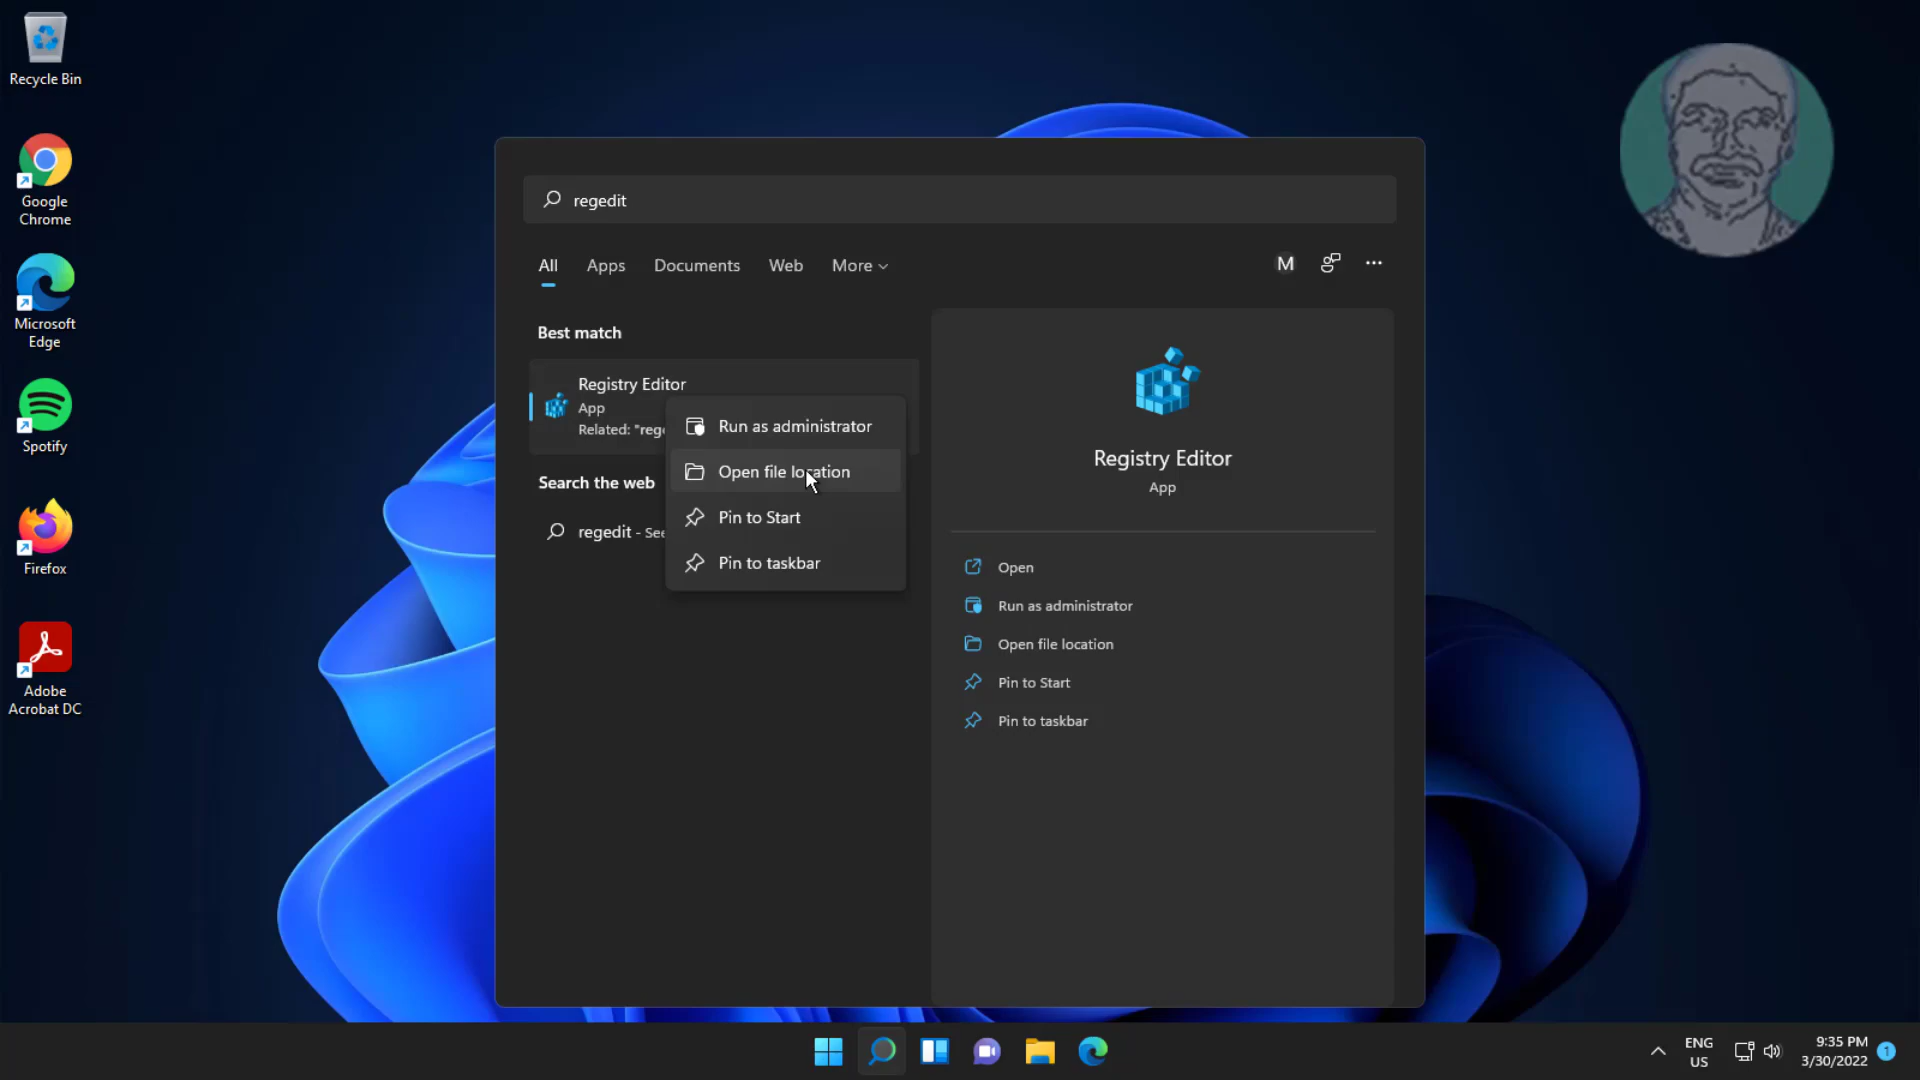 Recycle Bin
Google
Chrome
Microsoft
Edge
Spotify
Firefox
Adobe
Acrobat DC
regedit
All Apps Documents Web More
M
Best match
Registry Editor
App
Related: "rege
Search the web
regedit - See
Run as administrator
Open file location
Pin to Start
Pin to taskbar
Registry Editor
App
Open
Run as administrator
Open file location
Pin to Start
Pin to taskbar
ENG
US
9:35 PM
3/30/2022
1